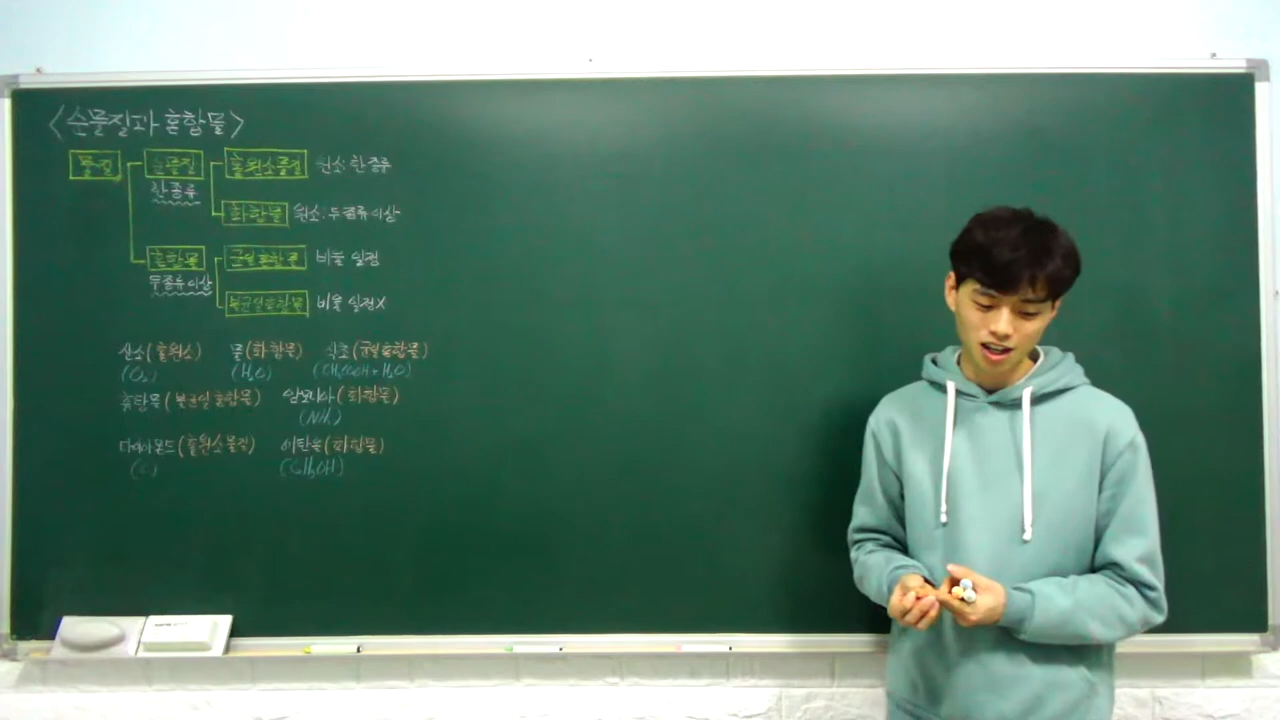 <순물질과 혼합물>
물질 순물질 홑원소물질 원소: 한 종류
한 종류
화합물 원소: 두 종류 이상
혼합물 균일혼합물 비율 일정
두 종류 이상
불균일혼합물 비율 일정X
산소(홑원소) 물(화합물) 식초(균일혼합물)
(O₂) (H₂O) (CH₃COOH + H₂O)
흙탕물(불균일혼합물) 암모니아(화합물)
(NH₃)
다이아몬드(홑원소물질) 에탄올(화합물)
(C) (C₂H₅OH)